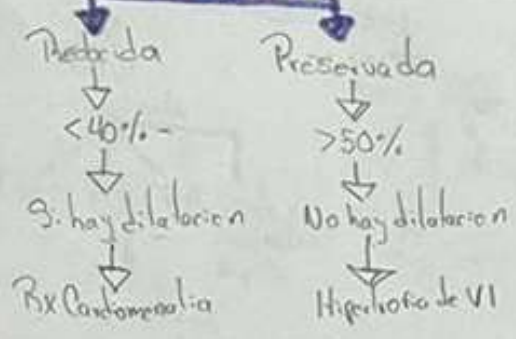 Reducida
Preservada
<40%-
>50%
Si hay dilatacion
No hay dilatacion
Rx Cardiomegalia
Hipertrofia de VI